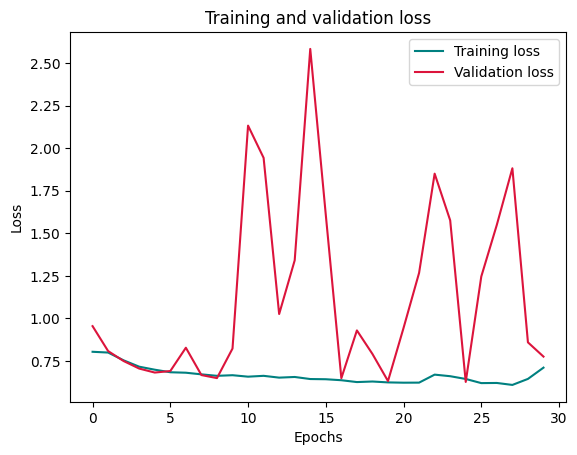 Training and validation loss
Training loss
Validation loss
2.50
2.25
2.00
1.75
1.50
1.25
1.00
0.75
Loss
0 5 10 15 20 25 30
Epochs